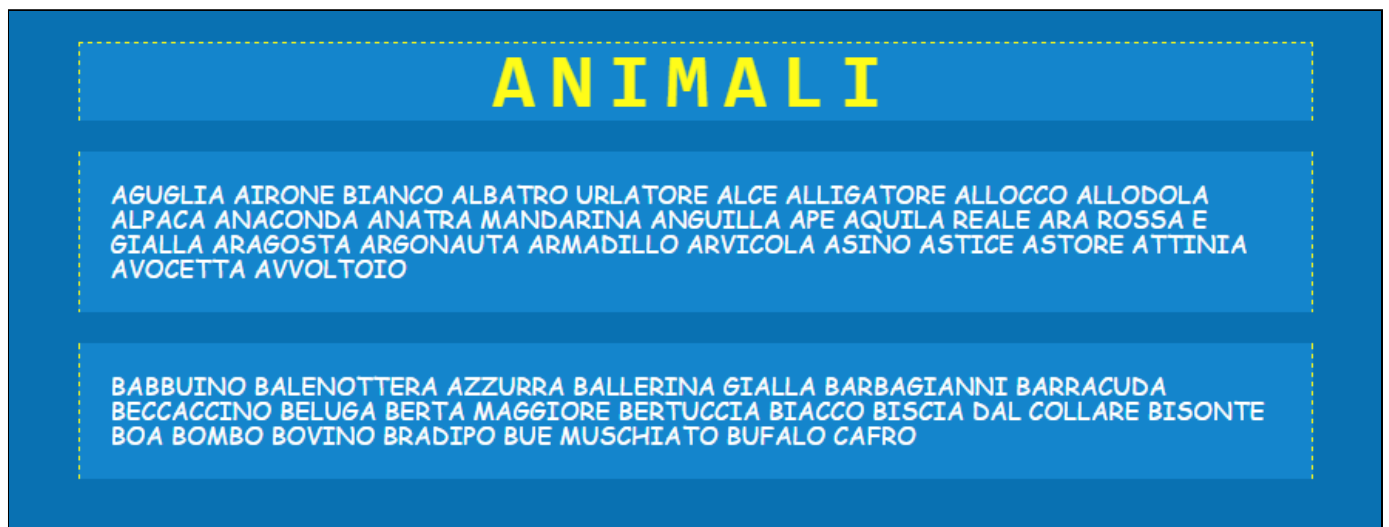 ANIMALI
AGUGLIA AIRONE BIANCO ALBATRO URLATORE ALCE ALLIGATORE ALLOCCO ALLODOLA
ALPACA ANACONDA ANATRA MANDARINA ANGUILLA APE AQUILA REALE ARA ROSSA E
GIALLA ARAGOSTA ARGONAUTA ARMADILLO ARVICOLA ASINO ASTICE ASTORE ATTINIA
AVOCETTA AVVOLTOIO
BABBUINO BALENOTTERA AZZURRA BALLERINA GIALLA BARBAGIANNI BARRACUDA
BECCACCINO BELUGA BERTA MAGGIORE BERTUCCIA BIACCO BISCIA DAL COLLARE BISONTE
BOA BOMBO BOVINO BRADIPO BUE MUSCHIATO BUFALO CAFRO